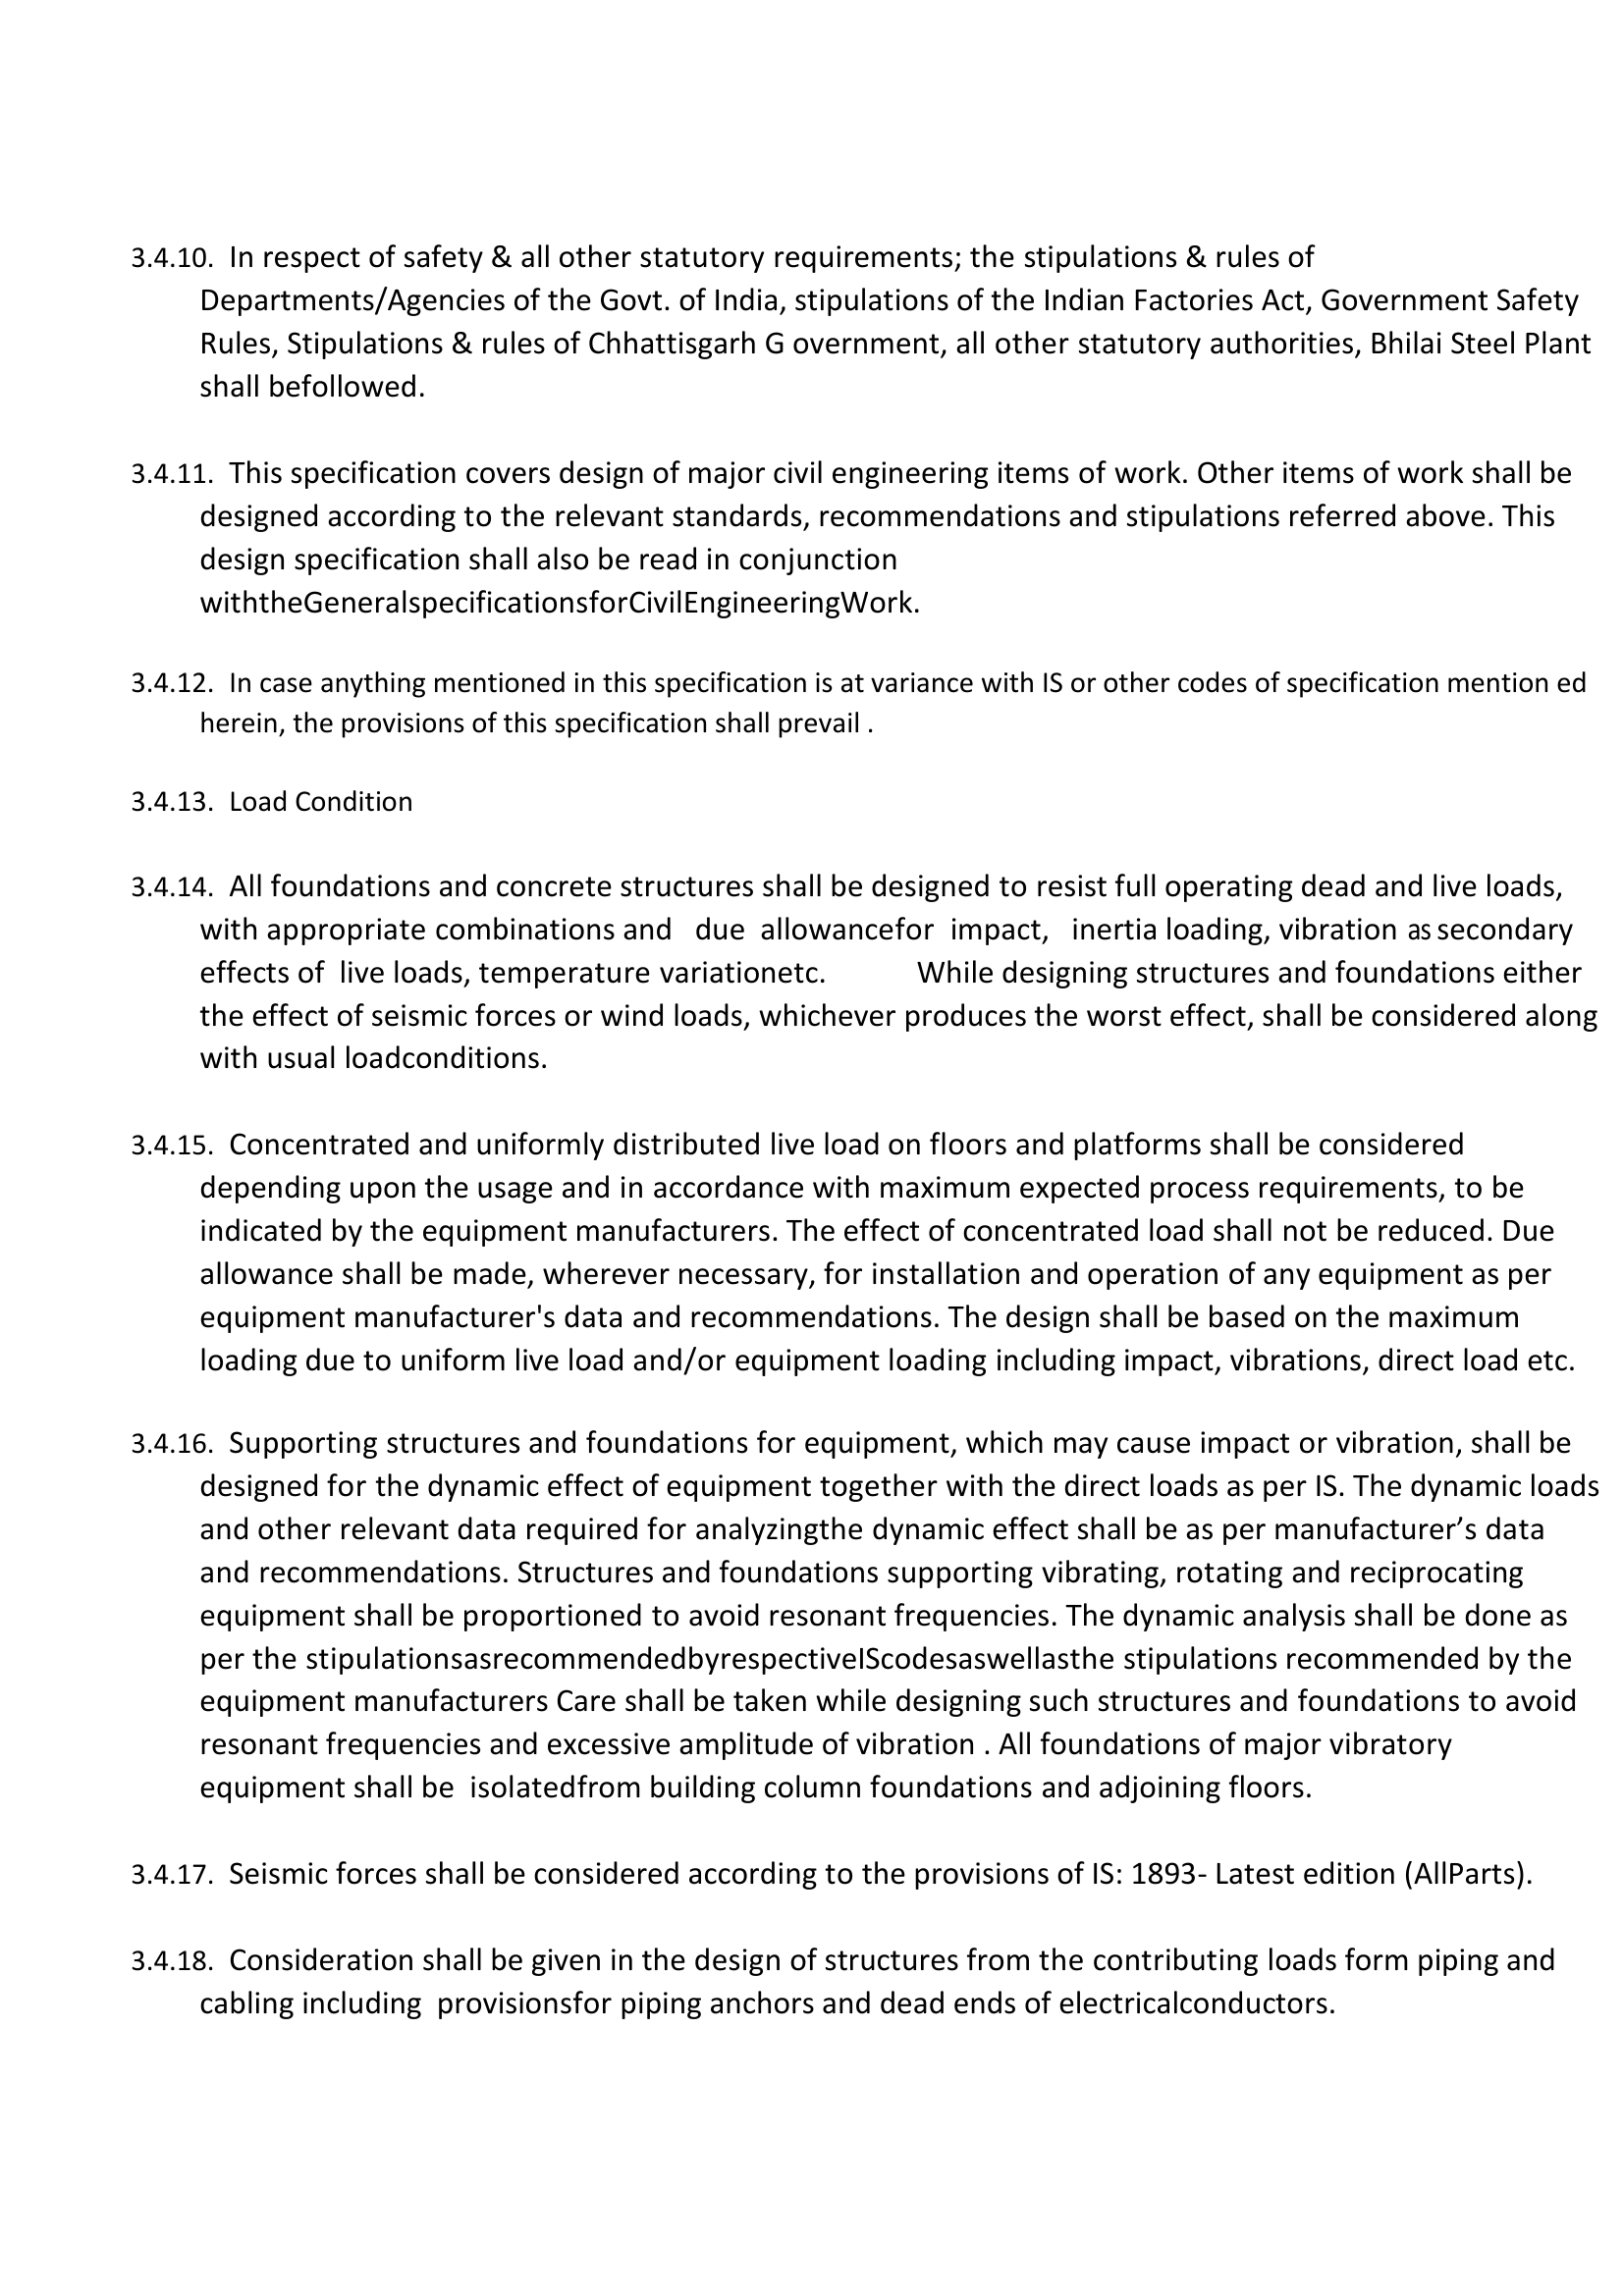 3.4.10. In respect of safety & all other statutory requirements; the stipulations & rules of
Departments/Agencies of the Govt. of India, stipulations of the Indian Factories Act, Government Safety
Rules, Stipulations & rules of Chhattisgarh G overnment, all other statutory authorities, Bhilai Steel Plant
shall befollowed.
3.4.11. This specification covers design of major civil engineering items of work. Other items of work shall be
designed according to the relevant standards, recommendations and stipulations referred above. This
design specification shall also be read in conjunction
withtheGeneralspecificationsforCivilEngineeringWork.
3.4.12. In case anything mentioned in this specification is at variance with IS or other codes of specification mention ed
herein, the provisions of this specification shall prevail .
3.4.13. Load Condition
3.4.14. All foundations and concrete structures shall be designed to resist full operating dead and live loads,
with appropriate combinations and due allowancefor impact, inertia loading, vibration as secondary
effects of live loads, temperature variationetc. While designing structures and foundations either
the effect of seismic forces or wind loads, whichever produces the worst effect, shall be considered along
with usual loadconditions.
3.4.15. Concentrated and uniformly distributed live load on floors and platforms shall be considered
depending upon the usage and in accordance with maximum expected process requirements, to be
indicated by the equipment manufacturers. The effect of concentrated load shall not be reduced. Due
allowance shall be made, wherever necessary, for installation and operation of any equipment as per
equipment manufacturer's data and recommendations. The design shall be based on the maximum
loading due to uniform live load and/or equipment loading including impact, vibrations, direct load etc.
3.4.16. Supporting structures and foundations for equipment, which may cause impact or vibration, shall be
designed for the dynamic effect of equipment together with the direct loads as per IS. The dynamic loads
and other relevant data required for analyzingthe dynamic effect shall be as per manufacturer’s data
and recommendations. Structures and foundations supporting vibrating, rotating and reciprocating
equipment shall be proportioned to avoid resonant frequencies. The dynamic analysis shall be done as
per the stipulationsasrecommendedbyrespectiveIScodesaswellasthe stipulations recommended by the
equipment manufacturers Care shall be taken while designing such structures and foundations to avoid
resonant frequencies and excessive amplitude of vibration . All foundations of major vibratory
equipment shall be isolatedfrom building column foundations and adjoining floors.
3.4.17. Seismic forces shall be considered according to the provisions of IS: 1893- Latest edition (AllParts).
3.4.18. Consideration shall be given in the design of structures from the contributing loads form piping and
cabling including provisionsfor piping anchors and dead ends of electricalconductors.